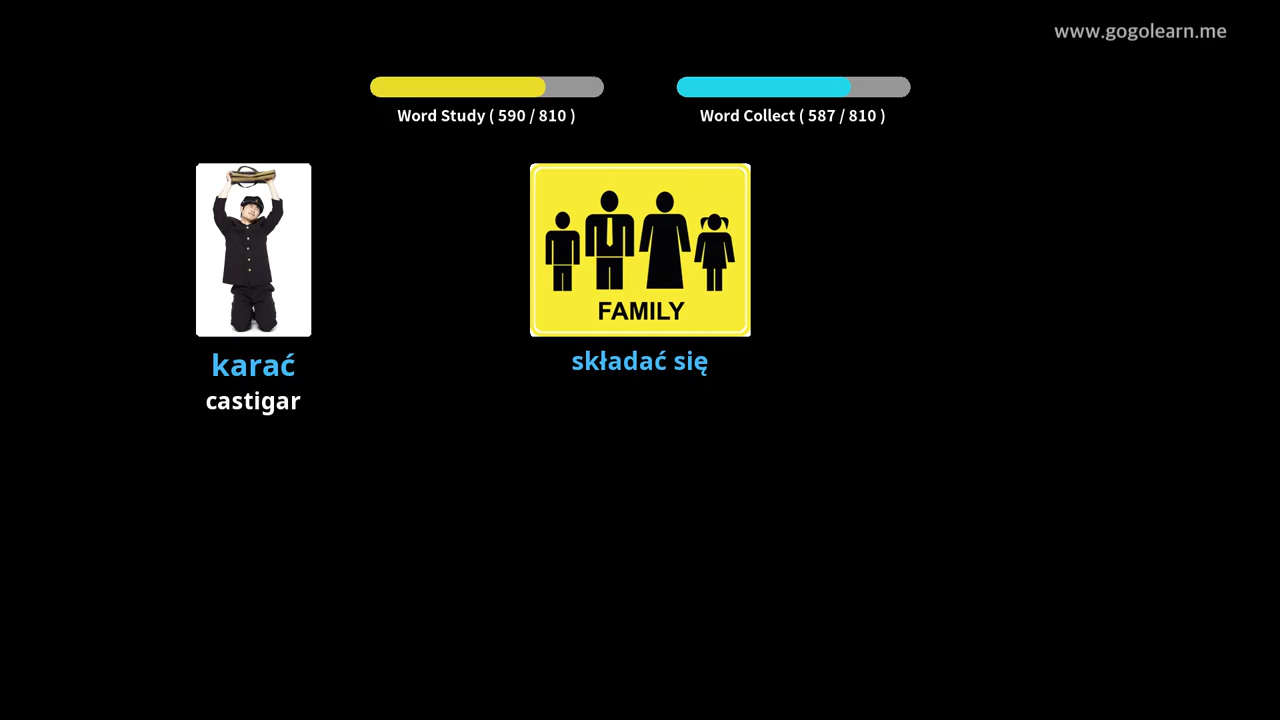 www.gogolearn.me
Word Study ( 590 / 810 )
Word Collect ( 587 / 810 )
FAMILY
karać
składać się
castigar